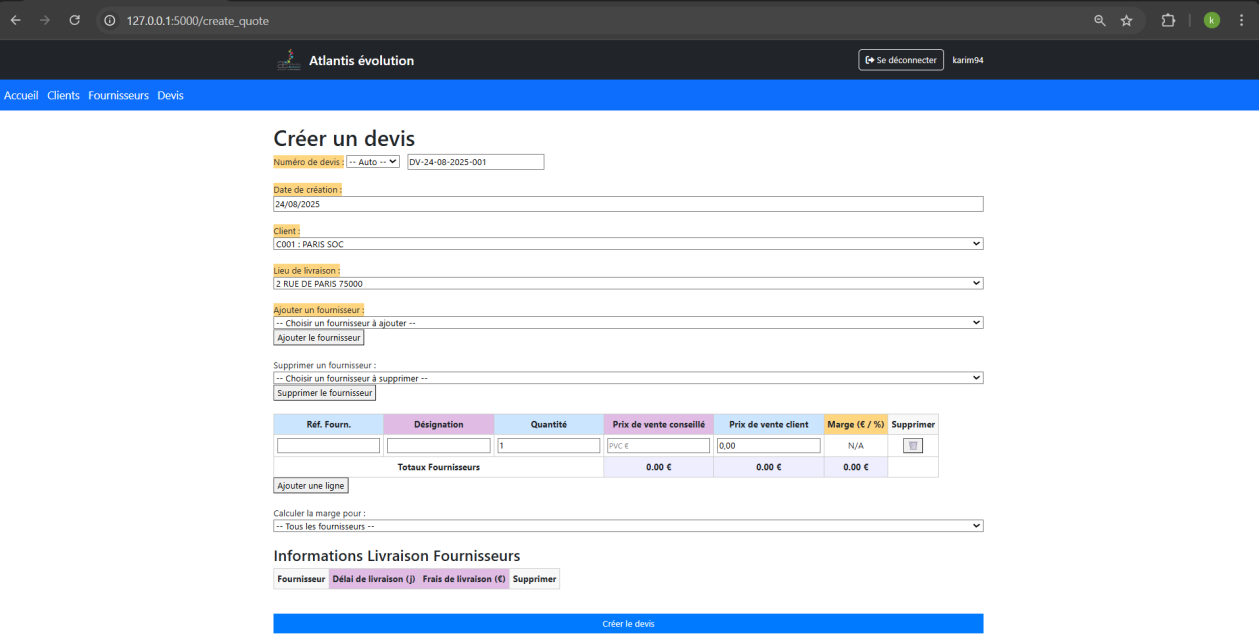 127.0.0.1:5000/create_quote
k
Atlantis évolution
Se déconnecter
karim94
Accueil Clients Fournisseurs Devis
Créer un devis
Numéro de devis : -- Auto -- DV-24-08-2025-001
Date de création :
24/08/2025
Client :
C001 : PARIS SOC
Lieu de livraison :
2 RUE DE PARIS 75000
Ajouter un fournisseur :
-- Choisir un fournisseur à ajouter --
Ajouter le fournisseur
Supprimer un fournisseur :
-- Choisir un fournisseur à supprimer --
Supprimer le fournisseur
Réf. Fourn. Désignation Quantité Prix de vente conseillé Prix de vente client Marge (€ / %) Supprimer
1 PVC € 0,00 N/A
Totaux Fournisseurs 0.00 € 0.00 € 0.00 €
Ajouter une ligne
Calculer la marge pour :
-- Tous les fournisseurs --
Informations Livraison Fournisseurs
Fournisseur Délai de livraison (j) Frais de livraison (€) Supprimer
Créer le devis